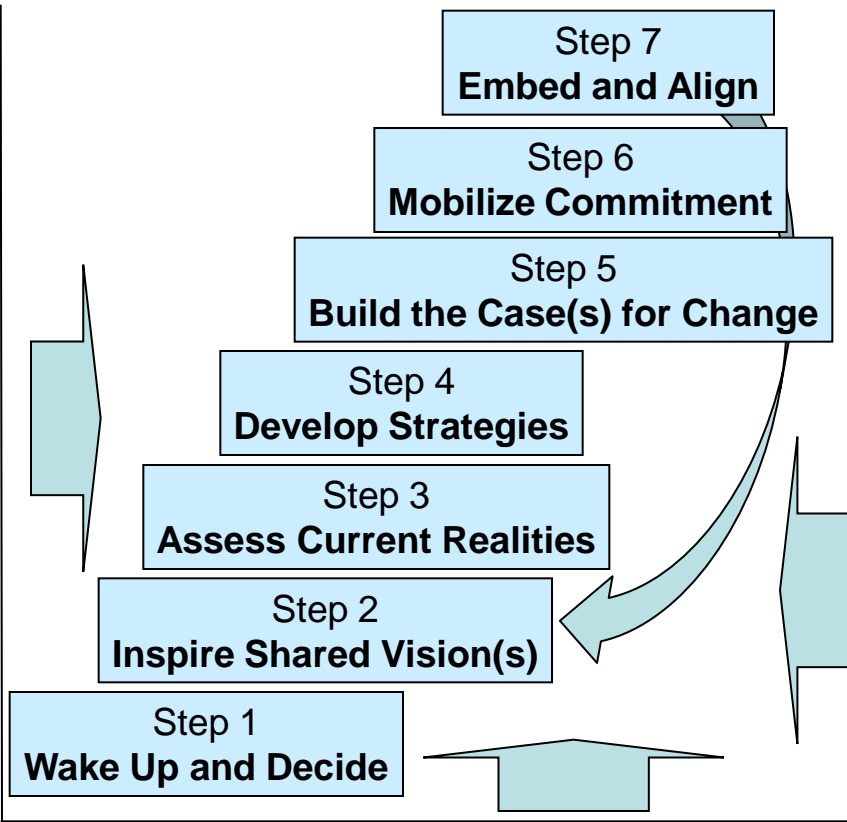 Step 7
Embed and Align
Step 6
Mobilize Commitment
Step 5
Build the Case(s) for Change
Step 4
Develop Strategies
Step 3
Assess Current Realities
Step 2
Inspire Shared Vision(s)
Step 1
Wake Up and Decide